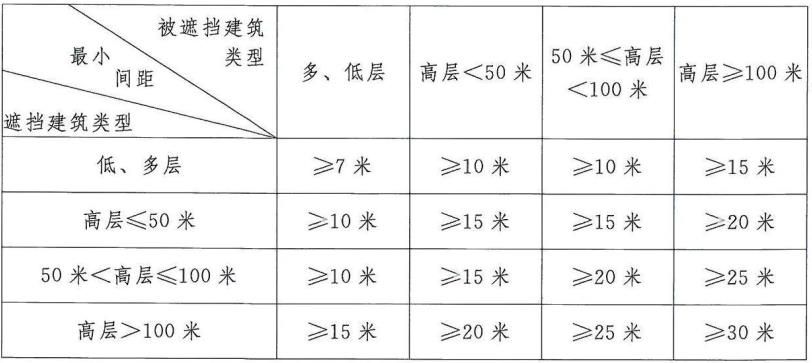 被遮挡建筑
类型
最小
间距
遮挡建筑类型
多、低层
高层<50 米
50 米≤高层
<100 米
高层≥100 米
低、多层 ≥7 米 ≥10 米 ≥10 米 ≥15 米
高层≤50 米 ≥10 米 ≥15 米 ≥15 米 ≥20 米
50 米<高层≤100 米 ≥10 米 ≥15 米 ≥20 米 ≥25 米
高层>100 米 ≥15 米 ≥20 米 ≥25 米 ≥30 米